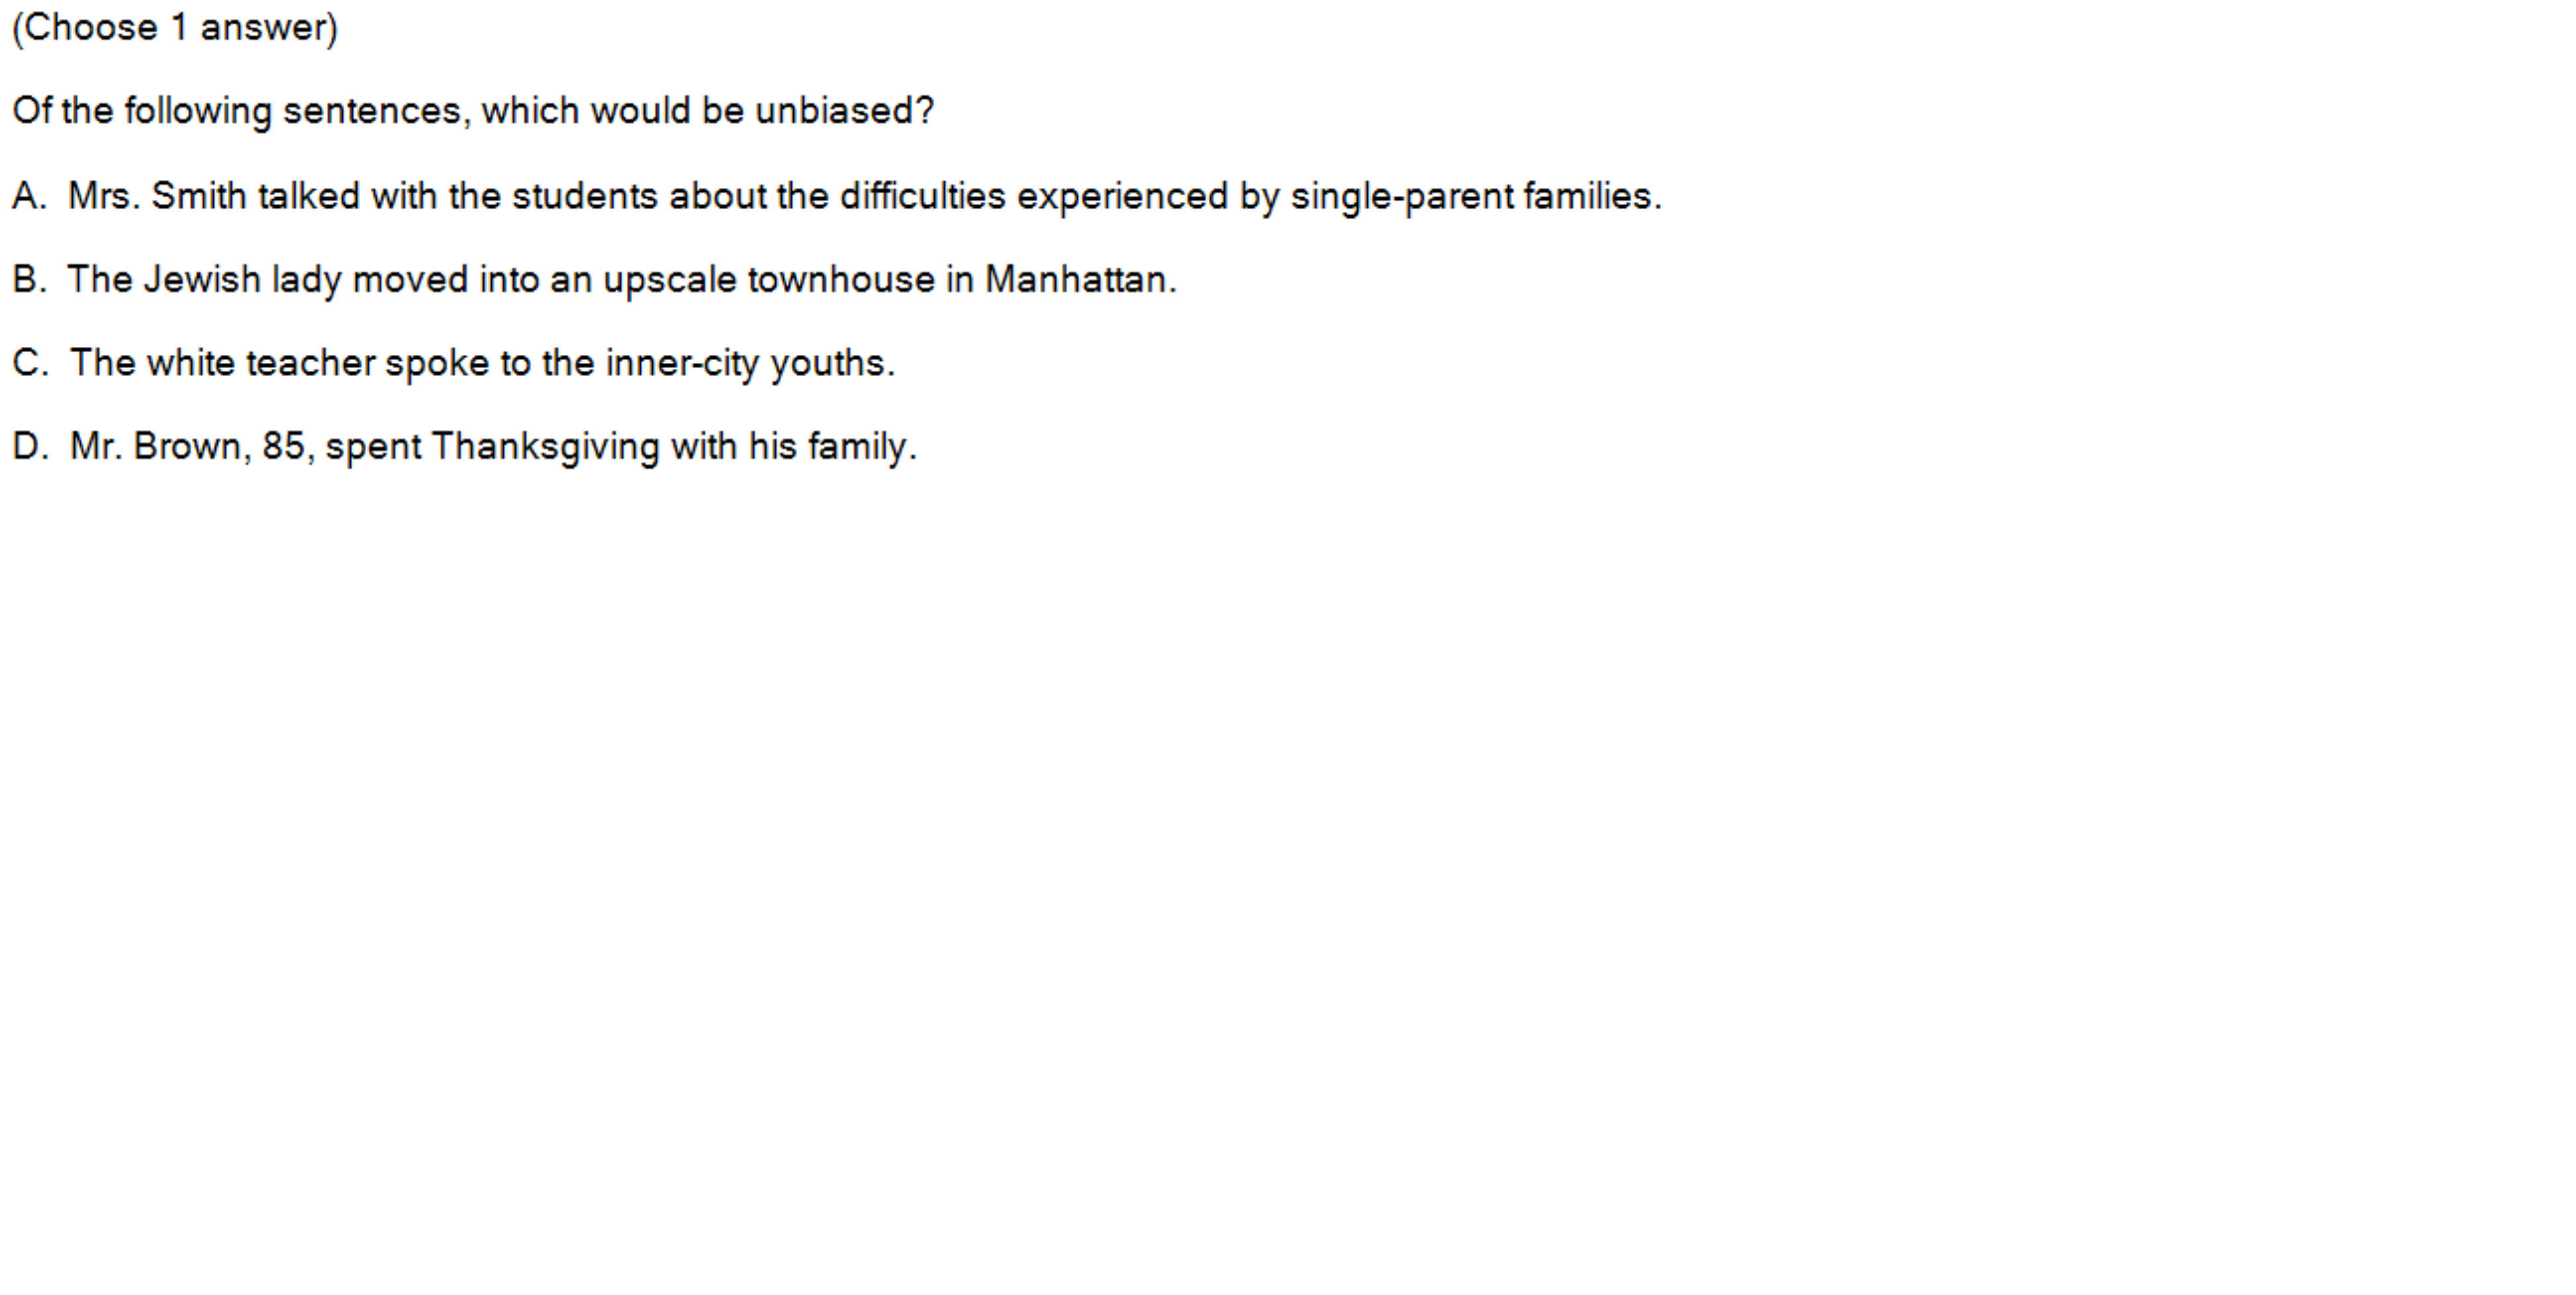 (Choose 1 answer)
Of the following sentences, which would be unbiased?
A. Mrs. Smith talked with the students about the difficulties experienced by single-parent families.
B. The Jewish lady moved into an upscale townhouse in Manhattan.
C. The white teacher spoke to the inner-city youths.
D. Mr. Brown, 85, spent Thanksgiving with his family.